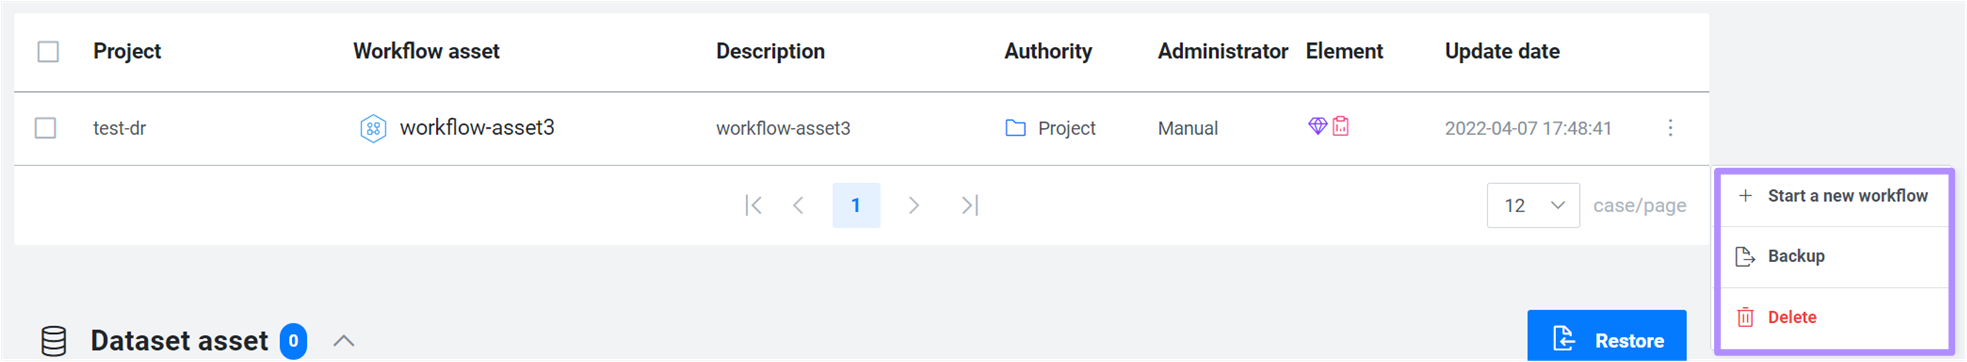 Project Workflow asset Description Authority Administrator Element Update date
test-dr workflow-asset3 workflow-asset3 Project Manual 2022-04-07 17:48:41
1 12 case/page
Start a new workflow
Backup
Delete
Dataset asset 0 Restore